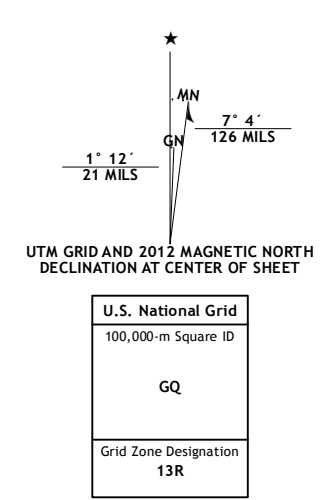 MN
7° 4´
126 MILS
GN
1° 12´
21 MILS
UTM GRID AND 2012 MAGNETIC NORTH
DECLINATION AT CENTER OF SHEET
U.S. National Grid
100,000-m Square ID
GQ
Grid Zone Designation
13R